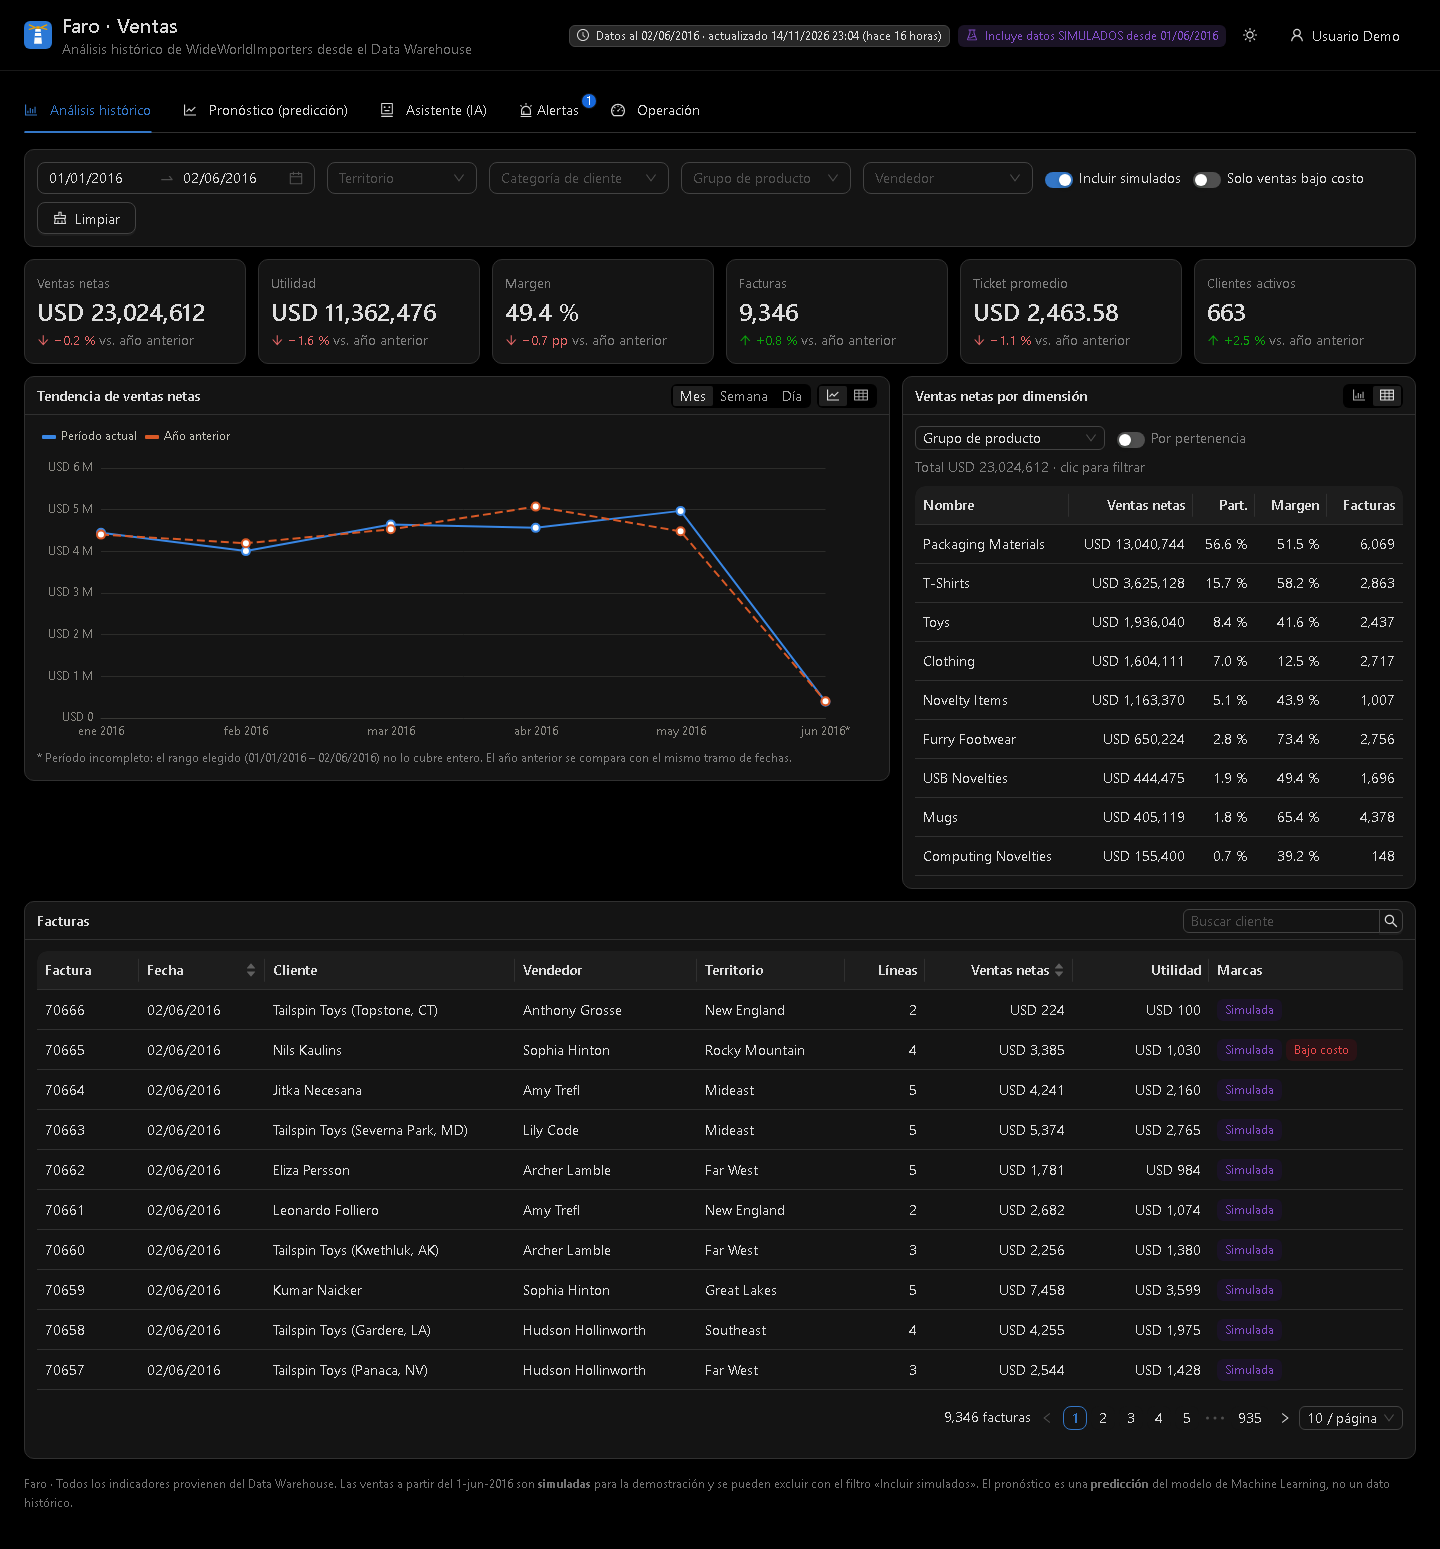 Faro · Ventas
Análisis histórico de WideWorldImporters desde el Data Warehouse
Datos al 02/06/2016 · actualizado 14/11/2026 23:04 (hace 16 horas)
Incluye datos SIMULADOS desde 01/06/2016
Usuario Demo
Análisis histórico
Pronóstico (predicción)
Asistente (IA)
Alertas
1
Operación
01/01/2016
02/06/2016
Territorio
Categoría de cliente
Grupo de producto
Vendedor
Incluir simulados
Solo ventas bajo costo
Limpiar
Ventas netas
USD 23,024,612
−0.2 % vs. año anterior
Utilidad
USD 11,362,476
−1.6 % vs. año anterior
Margen
49.4 %
−0.7 pp vs. año anterior
Facturas
9,346
+0.8 % vs. año anterior
Ticket promedio
USD 2,463.58
−1.1 % vs. año anterior
Clientes activos
663
+2.5 % vs. año anterior
Tendencia de ventas netas
Mes Semana Día
Período actual Año anterior
USD 6 M
USD 5 M
USD 4 M
USD 3 M
USD 2 M
USD 1 M
USD 0
ene 2016 feb 2016 mar 2016 abr 2016 may 2016 jun 2016*
* Período incompleto: el rango elegido (01/01/2016 – 02/06/2016) no lo cubre entero. El año anterior se compara con el mismo tramo de fechas.
Ventas netas por dimensión
Grupo de producto
Por pertenencia
Total USD 23,024,612 · clic para filtrar
Nombre Ventas netas Part. Margen Facturas
Packaging Materials USD 13,040,744 56.6 % 51.5 % 6,069
T-Shirts USD 3,625,128 15.7 % 58.2 % 2,863
Toys USD 1,936,040 8.4 % 41.6 % 2,437
Clothing USD 1,604,111 7.0 % 12.5 % 2,717
Novelty Items USD 1,163,370 5.1 % 43.9 % 1,007
Furry Footwear USD 650,224 2.8 % 73.4 % 2,756
USB Novelties USD 444,475 1.9 % 49.4 % 1,696
Mugs USD 405,119 1.8 % 65.4 % 4,378
Computing Novelties USD 155,400 0.7 % 39.2 % 148
Facturas
Buscar cliente
Factura Fecha Cliente Vendedor Territorio Líneas Ventas netas Utilidad Marcas
70666 02/06/2016 Tailspin Toys (Topstone, CT) Anthony Grosse New England 2 USD 224 USD 100 Simulada
70665 02/06/2016 Nils Kaulins Sophia Hinton Rocky Mountain 4 USD 3,385 USD 1,030 Simulada Bajo costo
70664 02/06/2016 Jitka Necesana Amy Trefl Mideast 5 USD 4,241 USD 2,160 Simulada
70663 02/06/2016 Tailspin Toys (Severna Park, MD) Lily Code Mideast 5 USD 5,374 USD 2,765 Simulada
70662 02/06/2016 Eliza Persson Archer Lamble Far West 5 USD 1,781 USD 984 Simulada
70661 02/06/2016 Leonardo Folliero Amy Trefl New England 2 USD 2,682 USD 1,074 Simulada
70660 02/06/2016 Tailspin Toys (Kwethluk, AK) Archer Lamble Far West 3 USD 2,256 USD 1,380 Simulada
70659 02/06/2016 Kumar Naicker Sophia Hinton Great Lakes 5 USD 7,458 USD 3,599 Simulada
70658 02/06/2016 Tailspin Toys (Gardere, LA) Hudson Hollinworth Southeast 4 USD 4,255 USD 1,975 Simulada
70657 02/06/2016 Tailspin Toys (Panaca, NV) Hudson Hollinworth Far West 3 USD 2,544 USD 1,428 Simulada
9,346 facturas 1 2 3 4 5 ••• 935 10 / página
Faro · Todos los indicadores provienen del Data Warehouse. Las ventas a partir del 1-jun-2016 son simuladas para la demostración y se pueden excluir con el filtro «Incluir simulados». El pronóstico es una predicción del modelo de Machine Learning, no un dato
histórico.